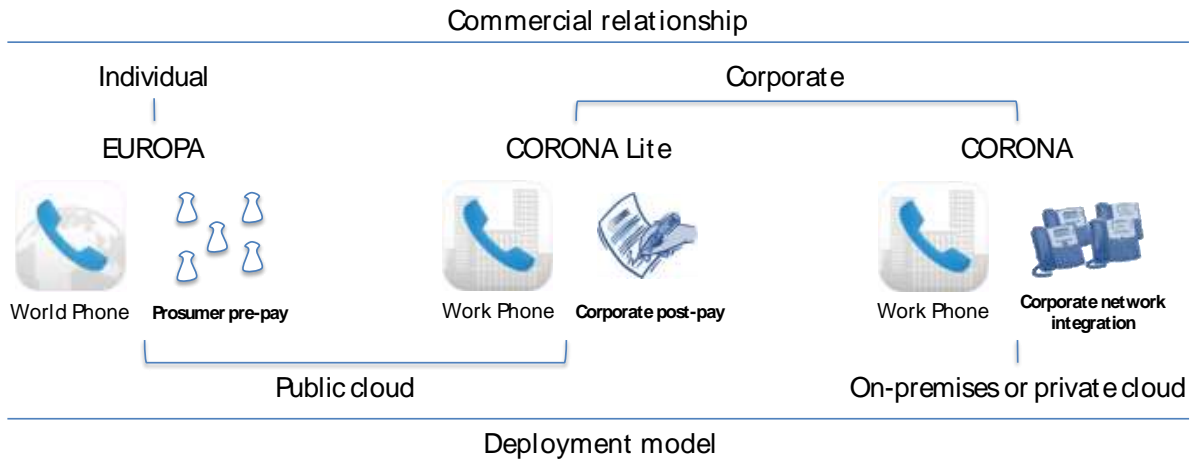 Commercial relationship
Individual
Corporate
EUROPA
CORONA Lite
CORONA
World Phone
Prosumer pre-pay
Work Phone
Corporate post-pay
Work Phone
Corporate network
integration
Public cloud
On-premises or private cloud
Deployment model